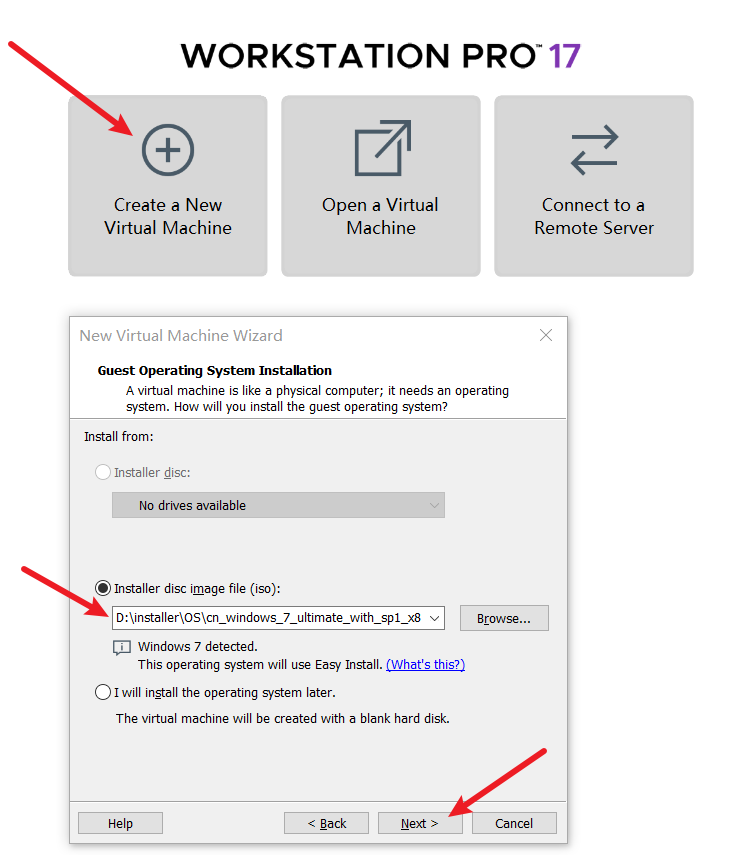 WORKSTATION PRO™ 17
Create a New
Virtual Machine
Open a Virtual
Machine
Connect to a
Remote Server
New Virtual Machine Wizard
Guest Operating System Installation
A virtual machine is like a physical computer; it needs an operating
system. How will you install the guest operating system?
Install from:
Installer disc:
No drives available
Installer disc image file (iso):
D:\installer\OS\cn_windows_7_ultimate_with_sp1_x8
Browse...
Windows 7 detected.
This operating system will use Easy Install. (What's this?)
I will install the operating system later.
The virtual machine will be created with a blank hard disk.
Help
< Back
Next >
Cancel